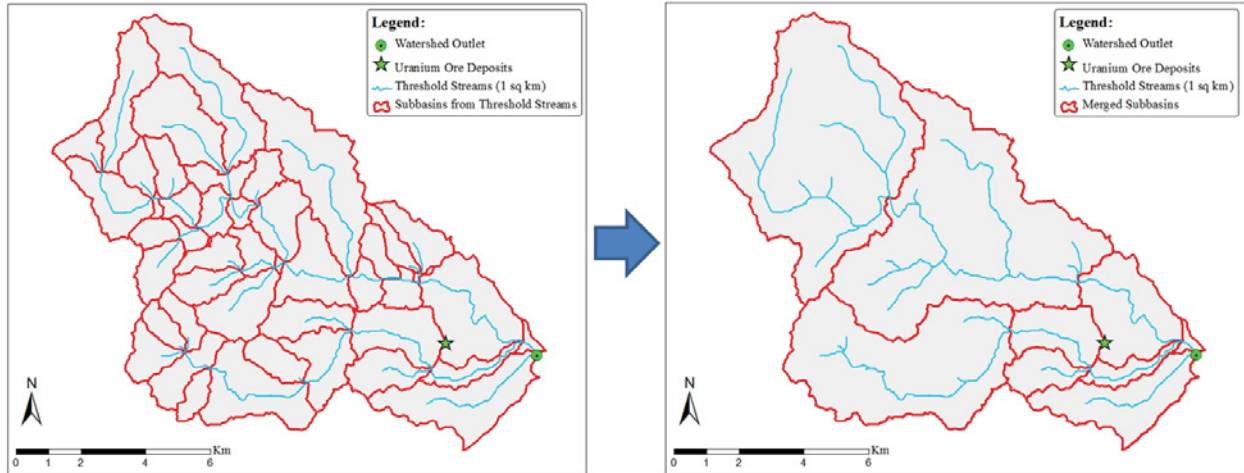 Legend:
Watershed Outlet
Uranium Ore Deposits
Threshold Streams (1 sq km)
Subbasins from Threshold Streams
N
Km
0 1 2 4 6
Legend:
Watershed Outlet
Uranium Ore Deposits
Threshold Streams (1 sq km)
Merged Subbasins
N
Km
0 1 2 4 6